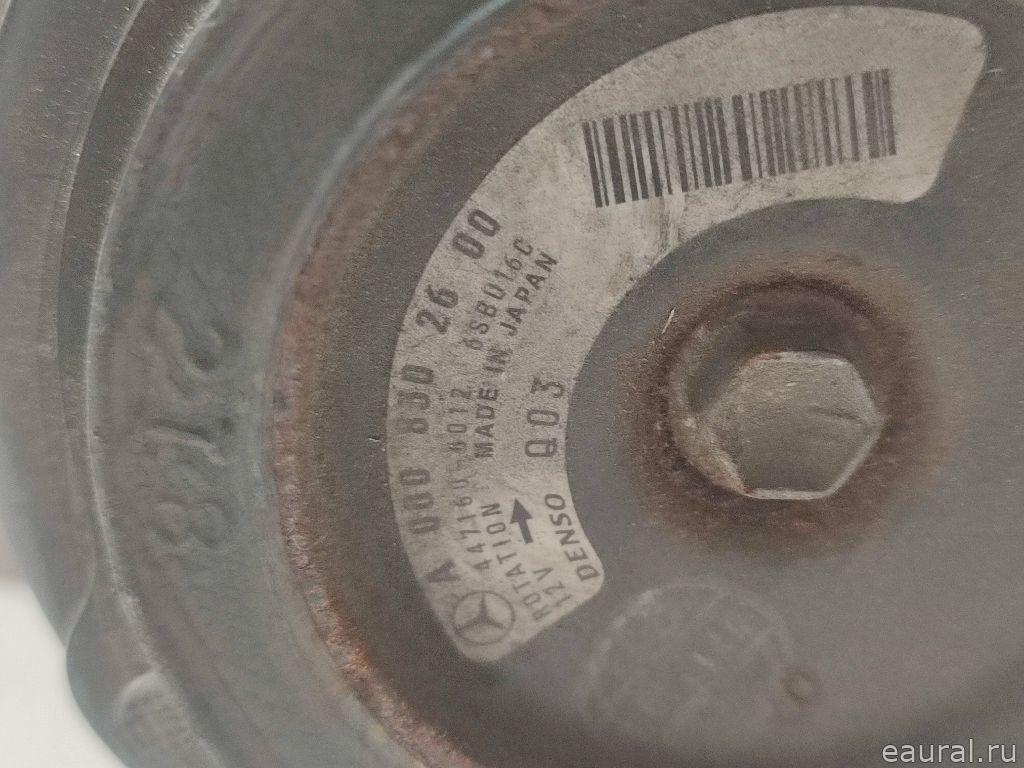 A 000 830 26 00
447160-6012 6SBU16C
ROTATION MADE IN JAPAN
12V Q03
DENSO
eaural.ru